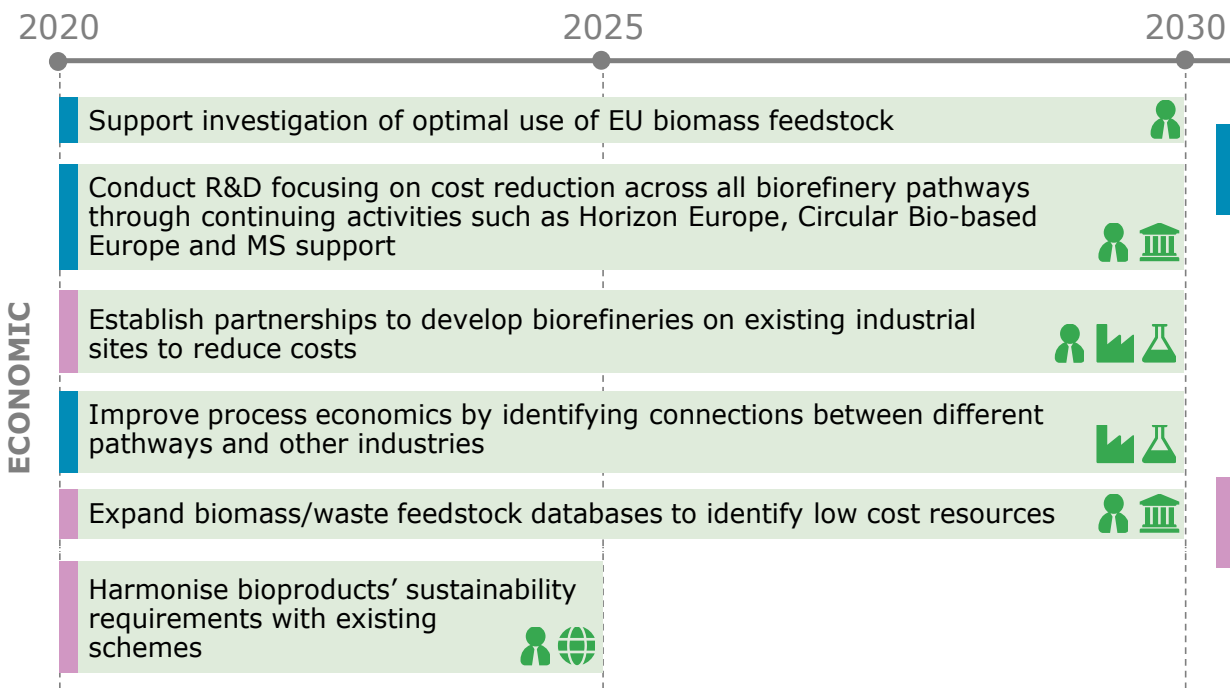 2020
2025
2030
ECONOMIC
Support investigation of optimal use of EU biomass feedstock
Conduct R&D focusing on cost reduction across all biorefinery pathways
through continuing activities such as Horizon Europe, Circular Bio-based
Europe and MS support
Establish partnerships to develop biorefineries on existing industrial
sites to reduce costs
Improve process economics by identifying connections between different
pathways and other industries
Expand biomass/waste feedstock databases to identify low cost resources
Harmonise bioproducts’ sustainability
requirements with existing
schemes